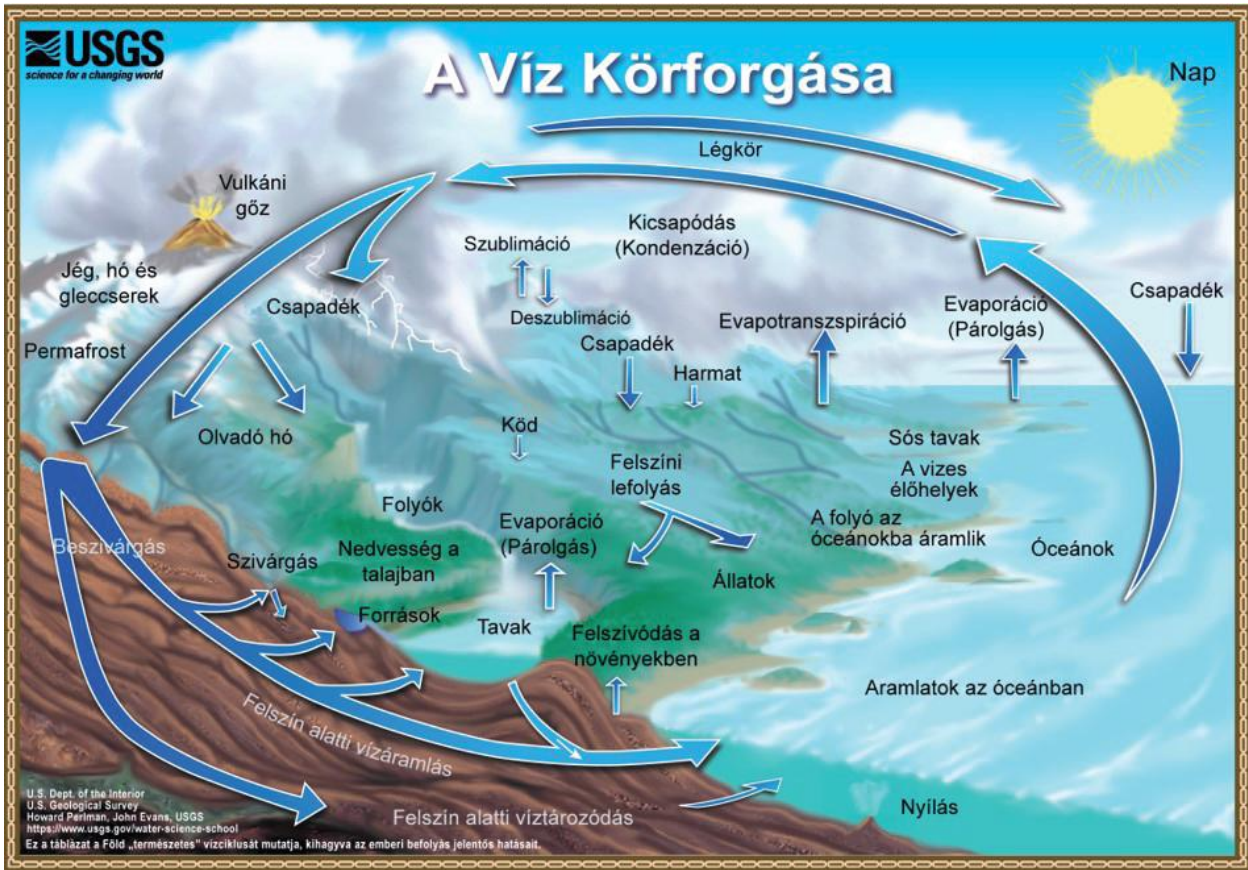 USGS
science for a changing world
A Víz Körforgása
Nap
Légkör
Vulkáni
gőz
Kicsapódás
(Kondenzáció)
Szublimáció
Jég, hó és
gleccserek
Csapadék
Deszublimáció
Evapotranszspiráció
Evaporáció
(Párolgás)
Csapadék
Permafrost
Csapadék
Harmat
Olvadó hó
Köd
Felszíni
lefolyás
Sós tavak
A vizes
élőhelyek
Folyók
Evaporáció
(Párolgás)
A folyó az
óceánokba áramlik
Óceánok
Beszivárgás
Szivárgás
Nedvesség a
talajban
Állatok
Források
Tavak
Felszívódás a
növényekben
Aramlatok az óceánban
Felszín alatti vízáramlás
Felszín alatti víztározódás
Nyílás
U.S. Dept. of the Interior
U.S. Geological Survey
Howard Perlman, John Evans, USGS
https://www.usgs.gov/water-science-school
Ez a táblázat a Föld „természetes” vízciklusát mutatja, kihagyva az emberi befolyás jelentős hatásait.